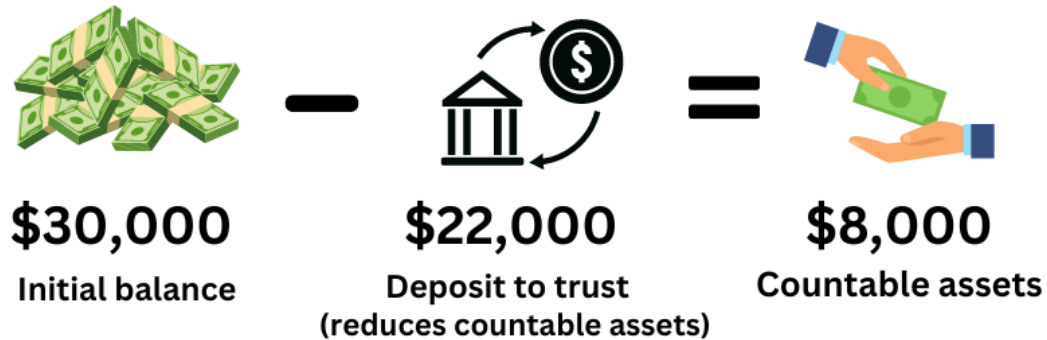 $
$30,000
Initial balance
$22,000
Deposit to trust
(reduces countable assets)
$8,000
Countable assets